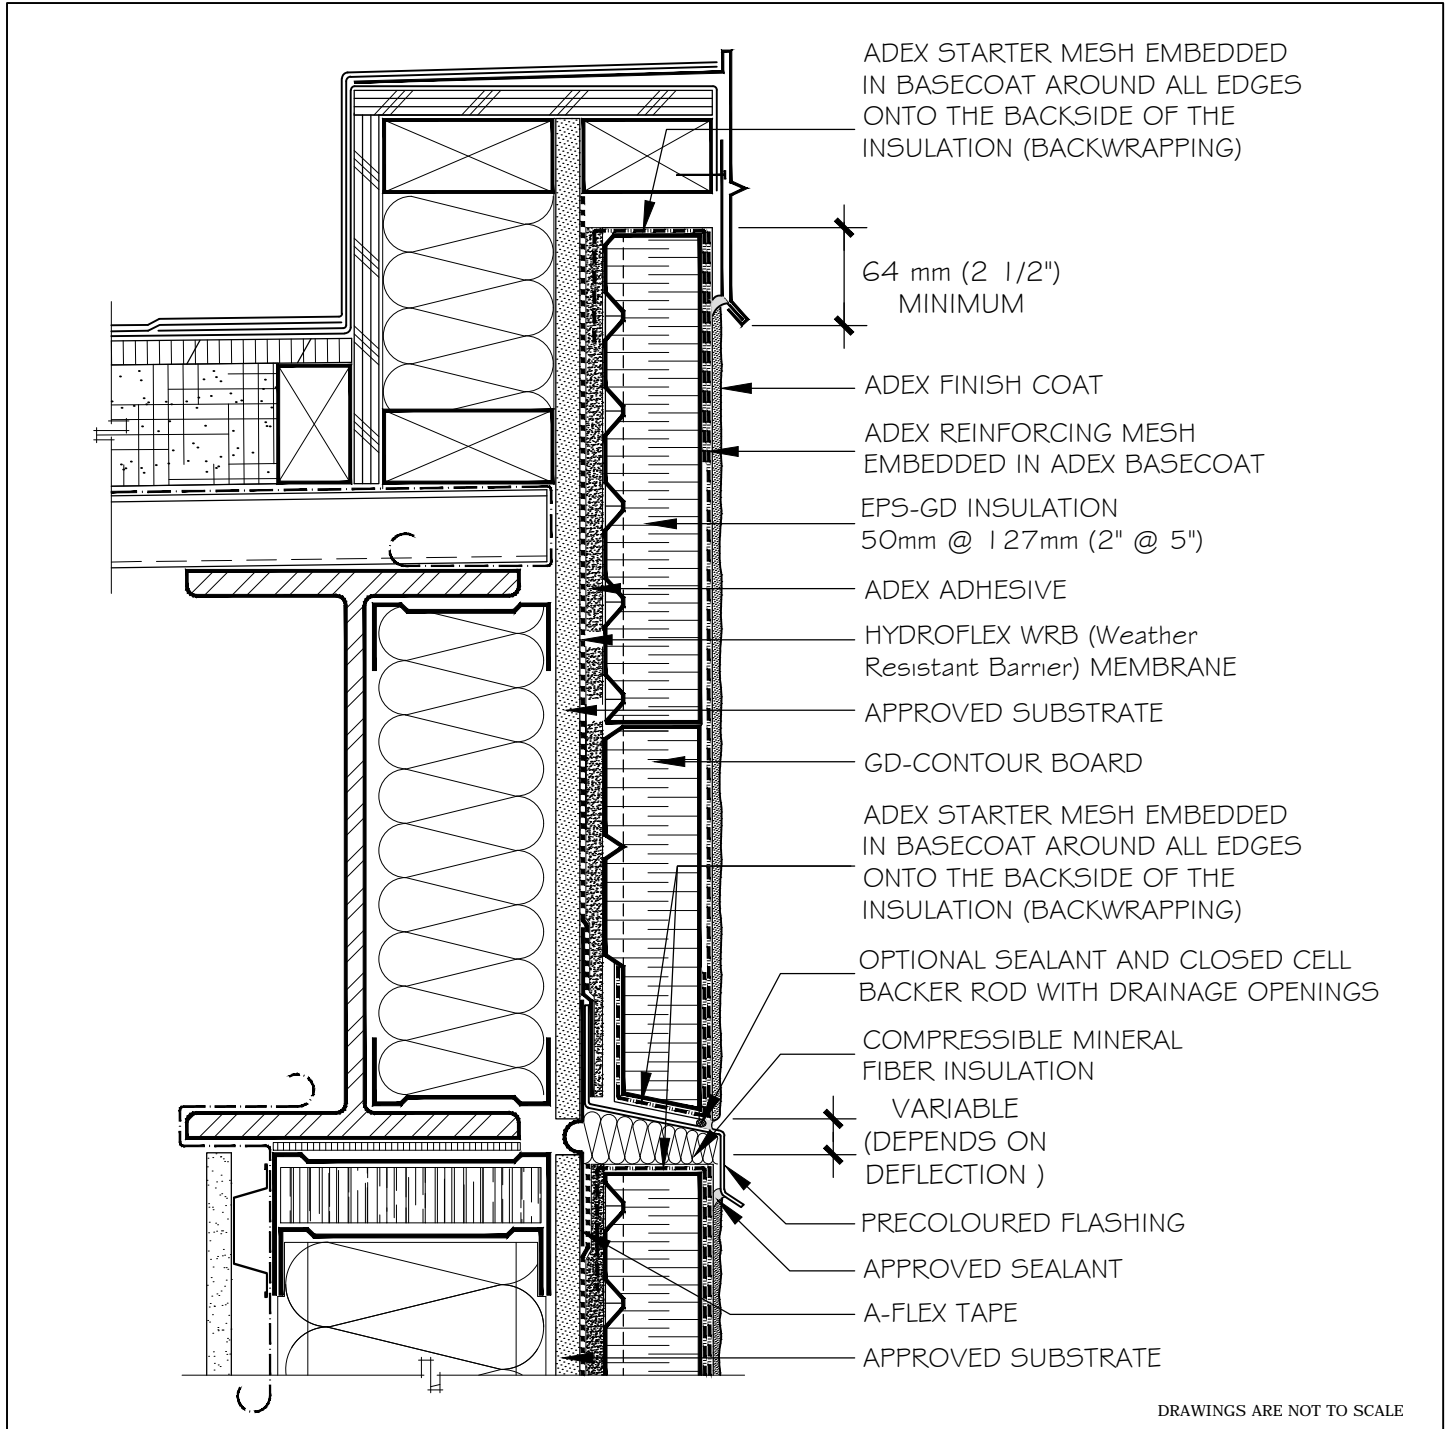 ADEX STARTER MESH EMBEDDED
IN BASECOAT AROUND ALL EDGES
ONTO THE BACKSIDE OF THE
INSULATION (BACKWRAPPING)
64 mm (2 1/2")
MINIMUM
ADEX FINISH COAT
ADEX REINFORCING MESH
EMBEDDED IN ADEX BASECOAT
EPS-GD INSULATION
50mm @ 127mm (2" @ 5")
ADEX ADHESIVE
HYDROFLEX WRB (Weather
Resistant Barrier) MEMBRANE
APPROVED SUBSTRATE
GD-CONTOUR BOARD
ADEX STARTER MESH EMBEDDED
IN BASECOAT AROUND ALL EDGES
ONTO THE BACKSIDE OF THE
INSULATION (BACKWRAPPING)
OPTIONAL SEALANT AND CLOSED CELL
BACKER ROD WITH DRAINAGE OPENINGS
COMPRESSIBLE MINERAL
FIBER INSULATION
VARIABLE
(DEPENDS ON
DEFLECTION )
PRECOLOURED FLASHING
APPROVED SEALANT
A-FLEX TAPE
APPROVED SUBSTRATE
DRAWINGS ARE NOT TO SCALE